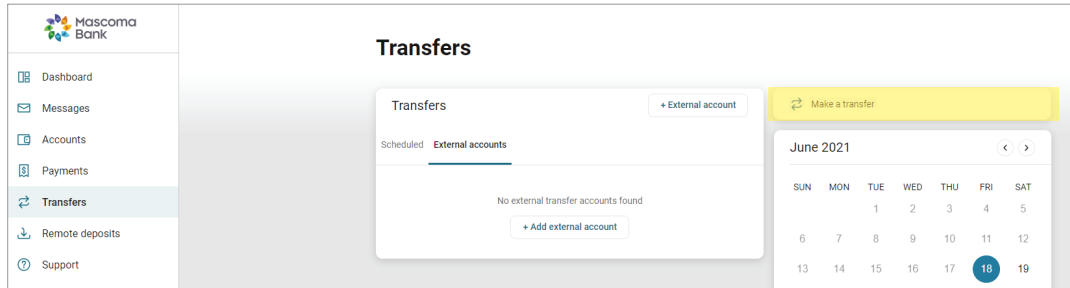 Mascoma
Bank
Dashboard
Messages
Accounts
Payments
Transfers
Remote deposits
Support
Transfers
Transfers
+ External account
Scheduled External accounts
No external transfer accounts found
+ Add external account
Make a transfer
June 2021
SUN MON TUE WED THU FRI SAT
1 2 3 4 5
6 7 8 9 10 11 12
13 14 15 16 17 18 19